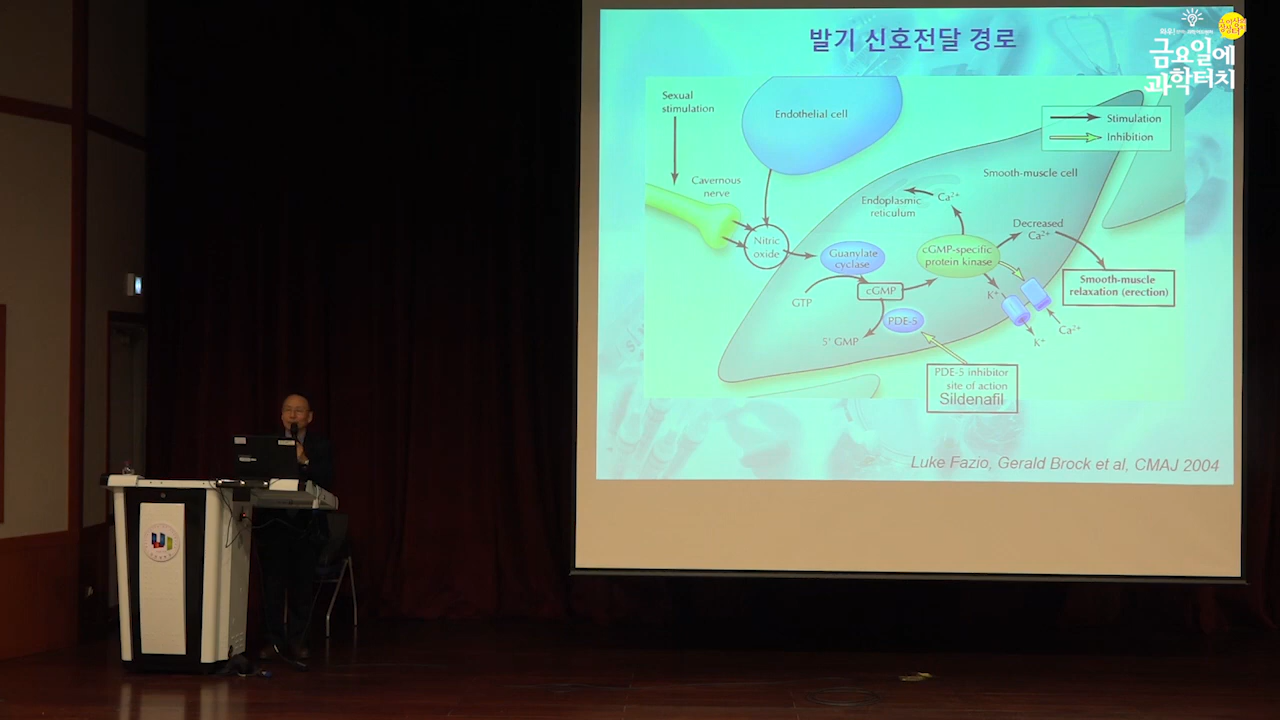 발기 신호전달 경로
금요일에
과학터치
Sexual
stimulation
Endothelial cell
Stimulation
Inhibition
Cavernous
nerve
Smooth-muscle cell
Endoplasmic
reticulum
Ca²⁺
Decreased
Ca²⁺
Nitric
oxide
Guanylate
cyclase
cGMP-specific
protein kinase
Smooth-muscle
relaxation (erection)
GTP
cGMP
K⁺
PDE-5
5' GMP
Ca²⁺
K⁺
PDE-5 inhibitor
site of action
Sildenafil
Luke Fazio, Gerald Brock et al, CMAJ 2004